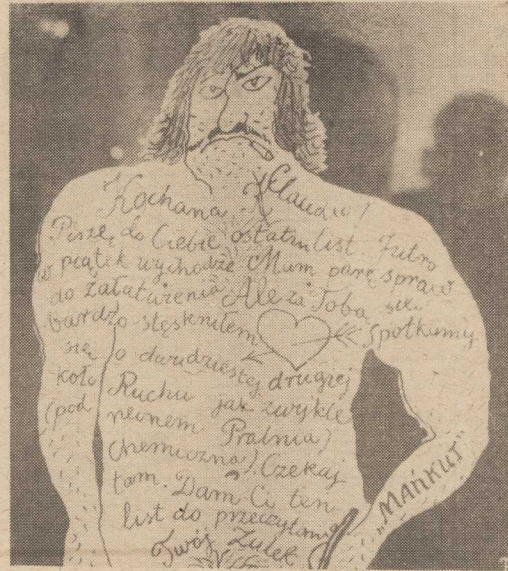 Kochana Klaudio!
Piszę do Ciebie ostatni list. Jutro
w piątek wychodzę Mam parę spraw
do załatwienia Ale za Tobą się
bardzo stęskniłem Spotkamy
się o dwudziestej drugiej
koło Ruchu jak zwykle
(pod neonem Pralnia
Chemiczna) Czekaj
tam. Dam Ci ten
list do przeczytania
Twój Lulek
"MAŃKUT"